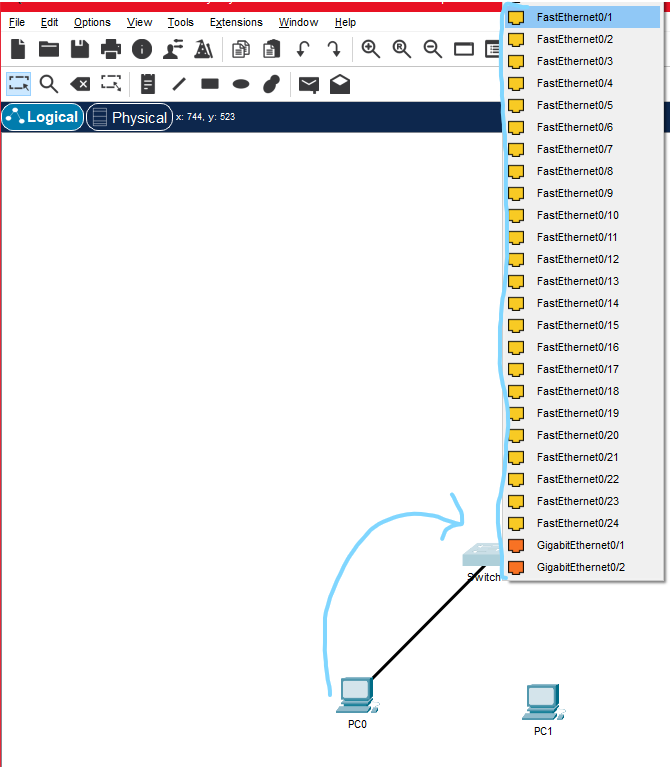 File Edit Options View Tools Extensions Window Help
Logical Physical x: 744, y: 523
FastEthernet0/1
FastEthernet0/2
FastEthernet0/3
FastEthernet0/4
FastEthernet0/5
FastEthernet0/6
FastEthernet0/7
FastEthernet0/8
FastEthernet0/9
FastEthernet0/10
FastEthernet0/11
FastEthernet0/12
FastEthernet0/13
FastEthernet0/14
FastEthernet0/15
FastEthernet0/16
FastEthernet0/17
FastEthernet0/18
FastEthernet0/19
FastEthernet0/20
FastEthernet0/21
FastEthernet0/22
FastEthernet0/23
FastEthernet0/24
GigabitEthernet0/1
GigabitEthernet0/2
Switch
PC0
PC1